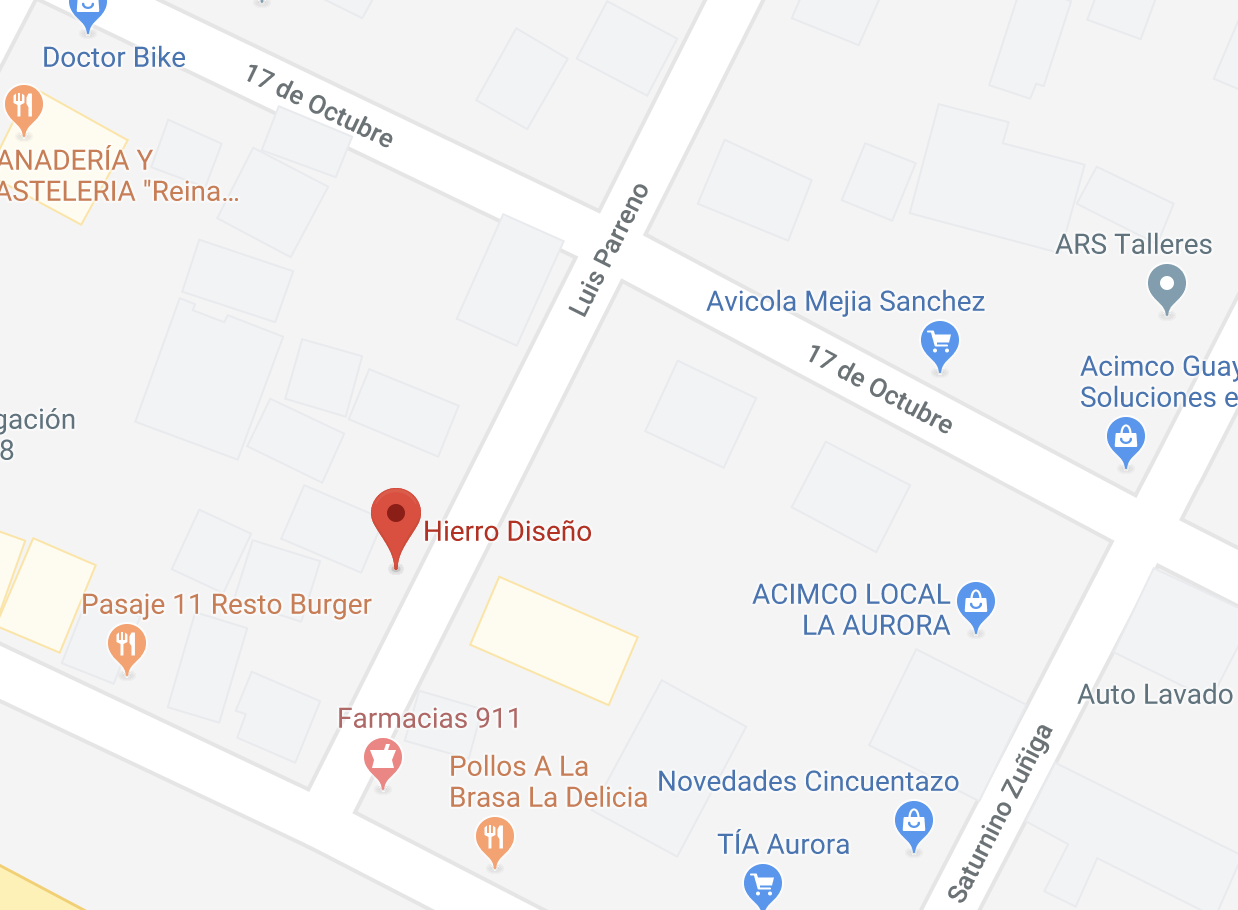 Doctor Bike
17 de Octubre
ANADERÍA Y
ASTELERIA "Reina...
Luis Parreno
ARS Talleres
Avicola Mejia Sanchez
17 de Octubre
Acimco Guay
Soluciones e
gación
8
Hierro Diseño
Pasaje 11 Resto Burger
ACIMCO LOCAL
LA AURORA
Auto Lavado
Farmacias 911
Pollos A La
Brasa La Delicia
Novedades Cincuentazo
Saturnino Zuñiga
TÍA Aurora